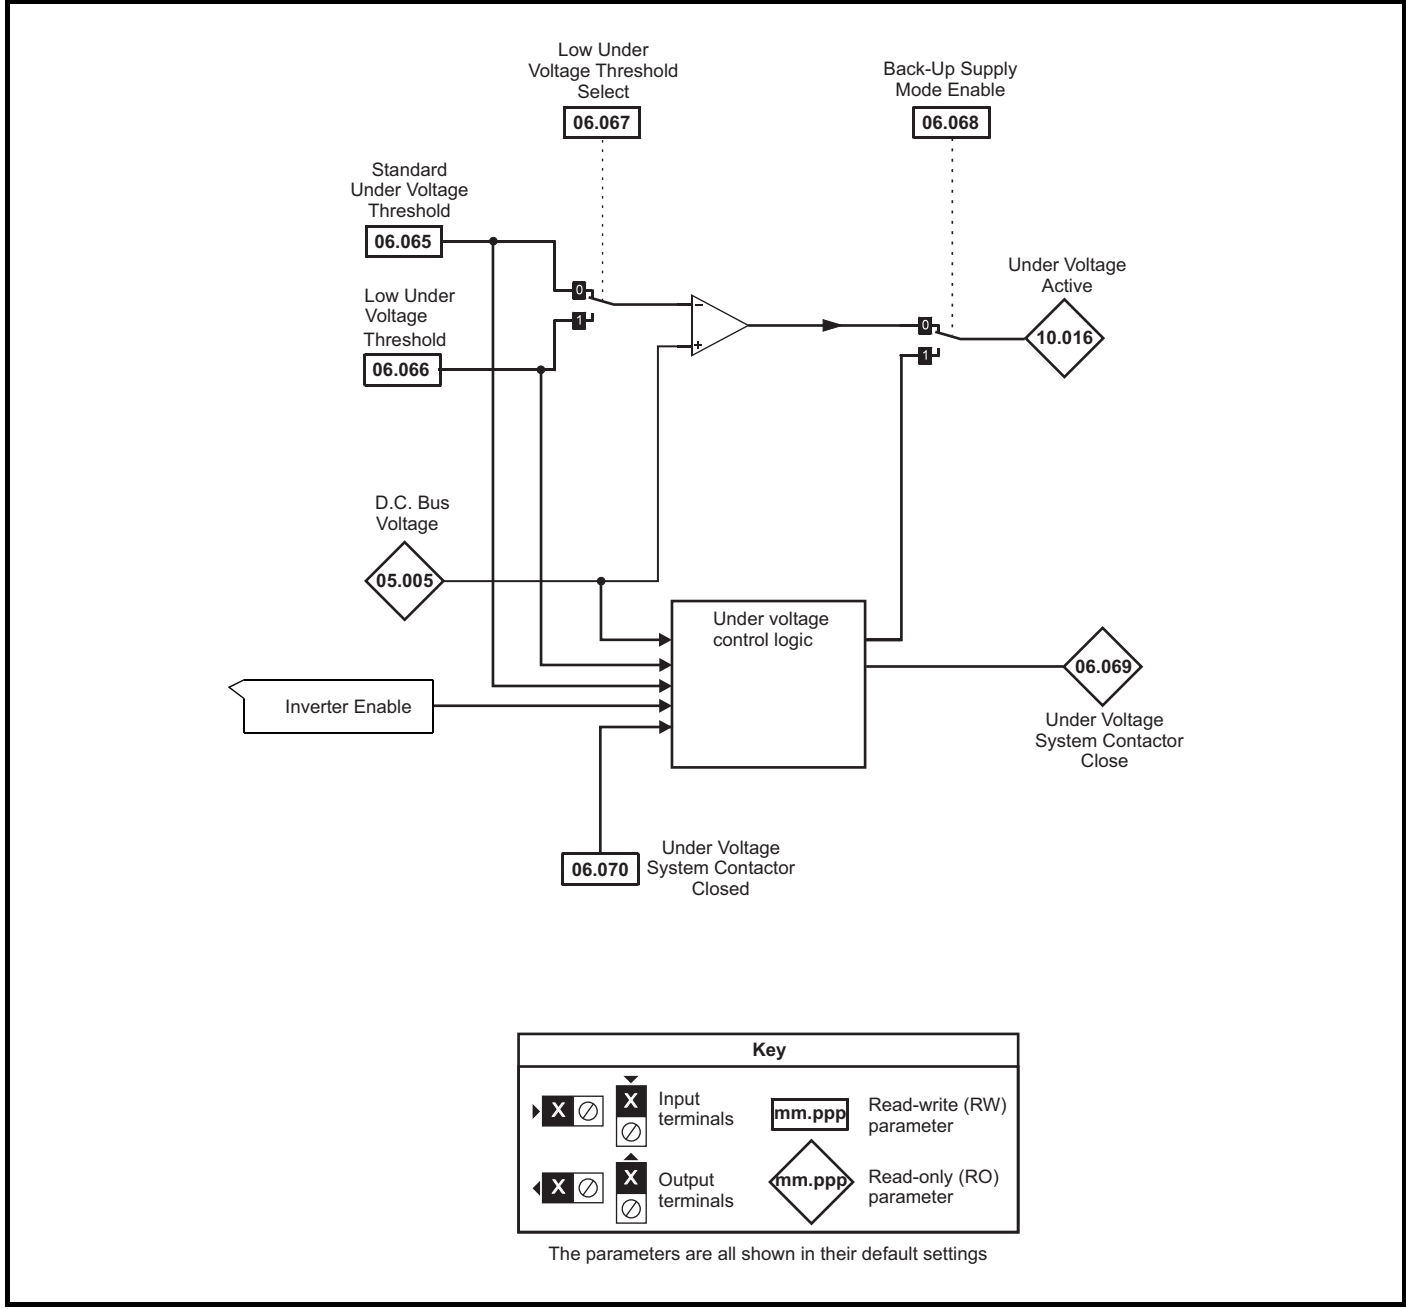 Low Under
Voltage Threshold
Select
06.067
Back-Up Supply
Mode Enable
06.068
Standard
Under Voltage
Threshold
06.065
Low Under
Voltage
Threshold
06.066
0
1
−
+
0
1
Under Voltage
Active
10.016
D.C. Bus
Voltage
05.005
Under voltage
control logic
Inverter Enable
06.069
Under Voltage
System Contactor
Close
06.070
Under Voltage
System Contactor
Closed
Key
X
X
Input
terminals
mm.ppp
Read-write (RW)
parameter
X
X
Output
terminals
mm.ppp
Read-only (RO)
parameter
The parameters are all shown in their default settings